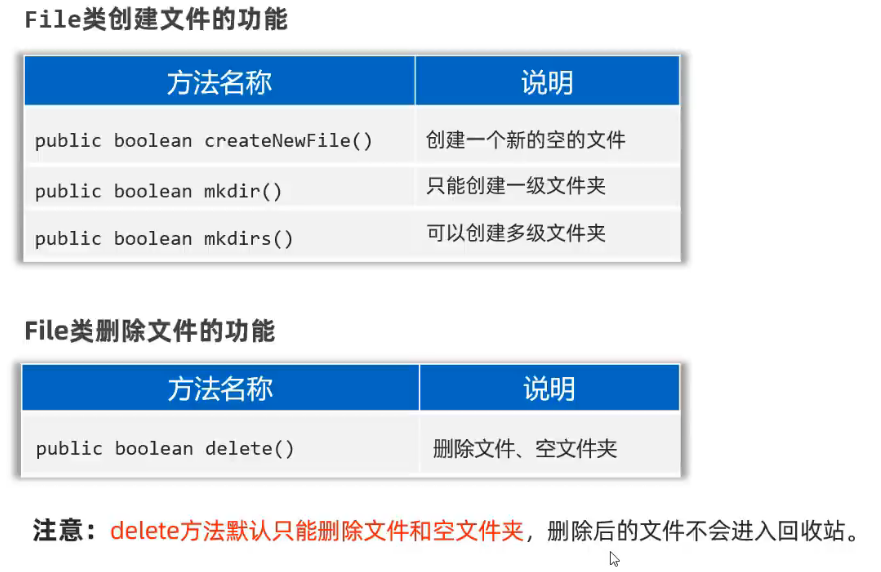 File类创建文件的功能
方法名称 说明
public boolean createNewFile() 创建一个新的空的文件
public boolean mkdir() 只能创建一级文件夹
public boolean mkdirs() 可以创建多级文件夹
File类删除文件的功能
方法名称 说明
public boolean delete() 删除文件、空文件夹
注意：delete方法默认只能删除文件和空文件夹，删除后的文件不会进入回收站。